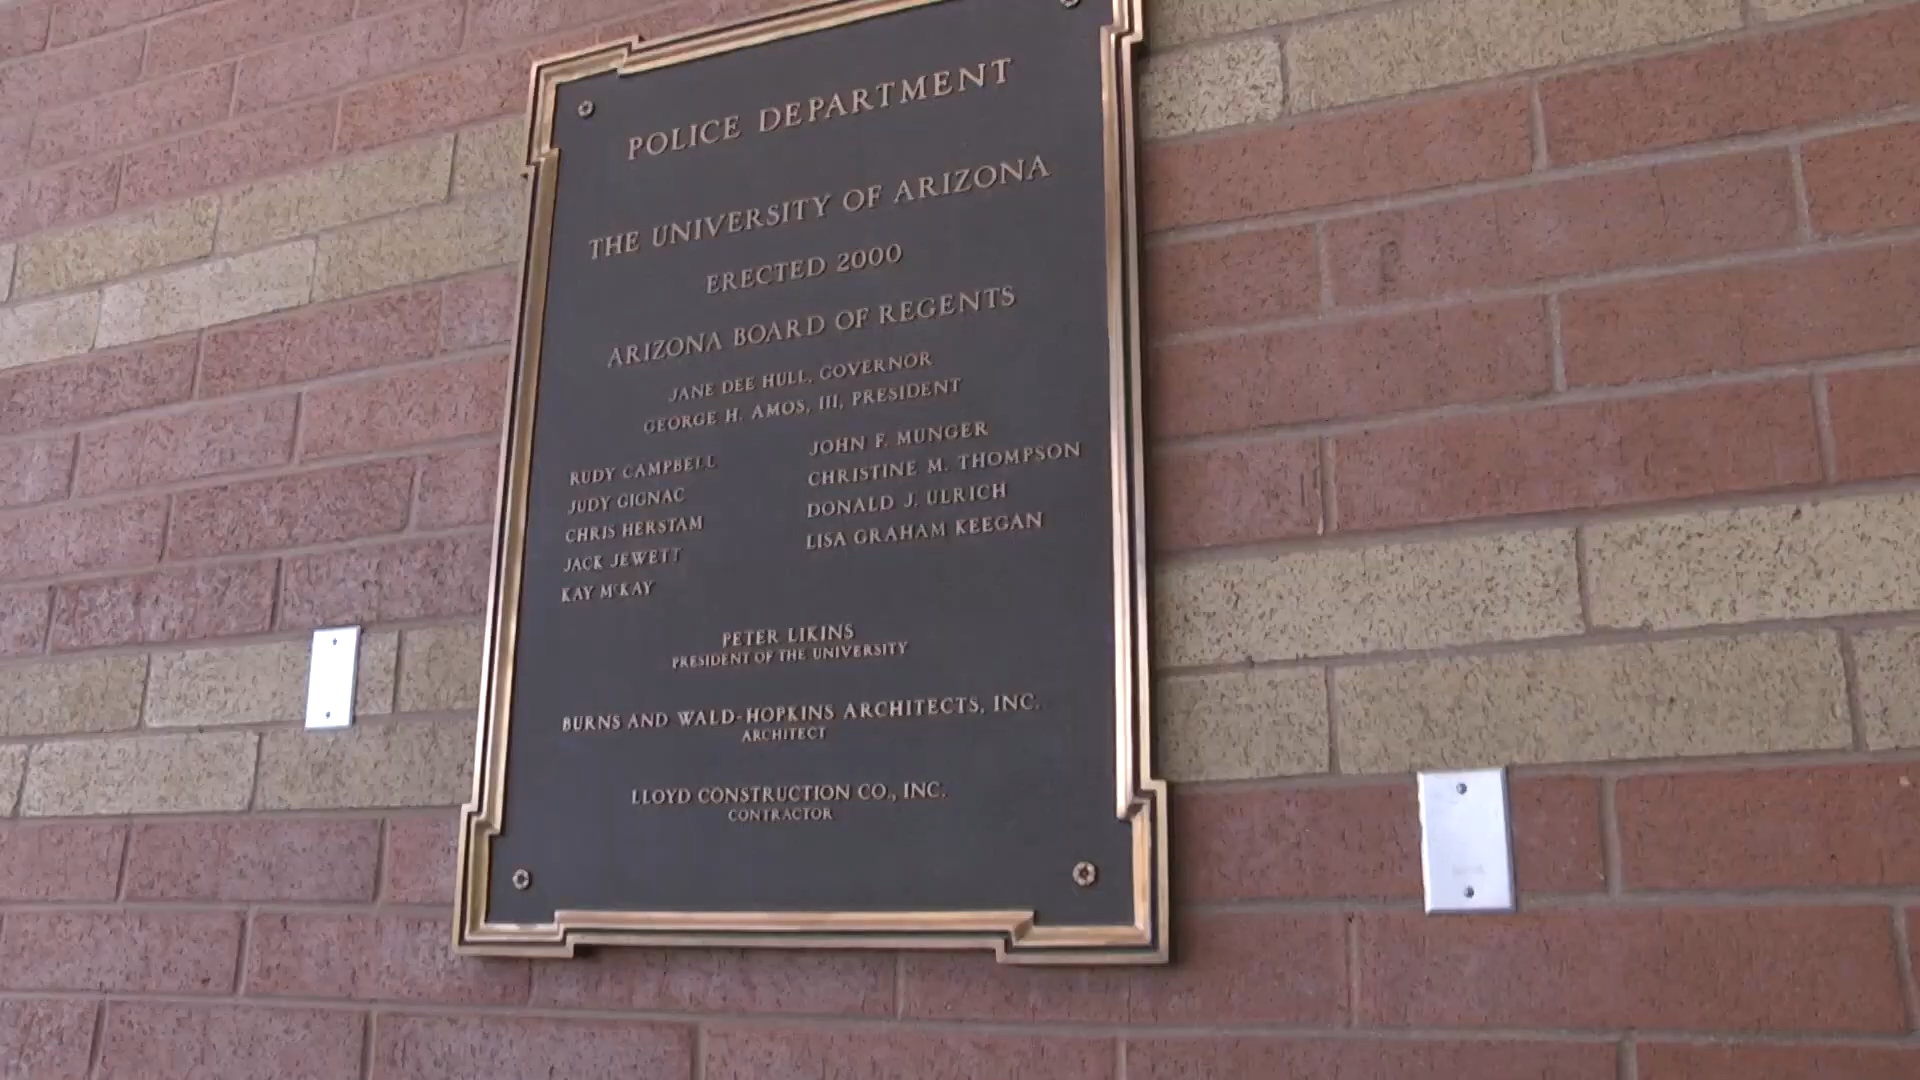 POLICE DEPARTMENT
THE UNIVERSITY OF ARIZONA
ERECTED 2000
ARIZONA BOARD OF REGENTS
JANE DEE HULL, GOVERNOR
GEORGE H. AMOS, III, PRESIDENT
RUDY CAMPBELL
JUDY GIGNAC
CHRIS HERSTAM
JACK JEWETT
KAY MCKAY
JOHN F. MUNGER
CHRISTINE M. THOMPSON
DONALD J. ULRICH
LISA GRAHAM KEEGAN
PETER LIKINS
PRESIDENT OF THE UNIVERSITY
BURNS AND WALD-HOPKINS ARCHITECTS, INC.
ARCHITECT
LLOYD CONSTRUCTION CO., INC.
CONTRACTOR